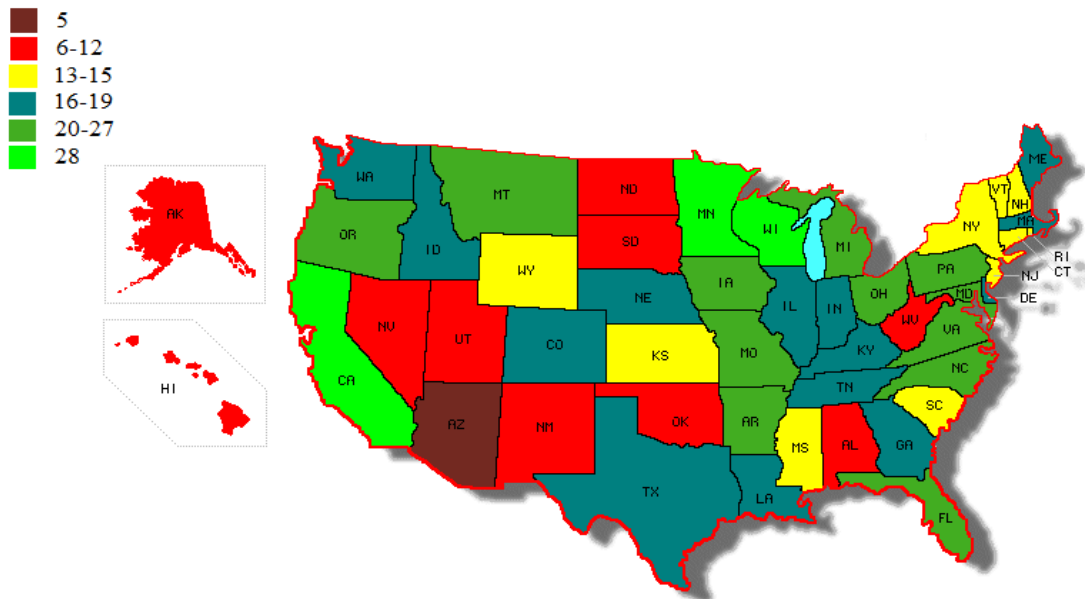 5
6-12
13-15
16-19
20-27
28
AK
HI
WA
MT
ND
MN
WI
MI
ME
VT
NH
NY
MA
RI
CT
OR
ID
WY
SD
IA
NE
IL
IN
OH
PA
NJ
MD
DE
WV
VA
CA
NV
UT
CO
KS
MO
KY
NC
TN
SC
AZ
NM
OK
AR
MS
AL
GA
TX
LA
FL